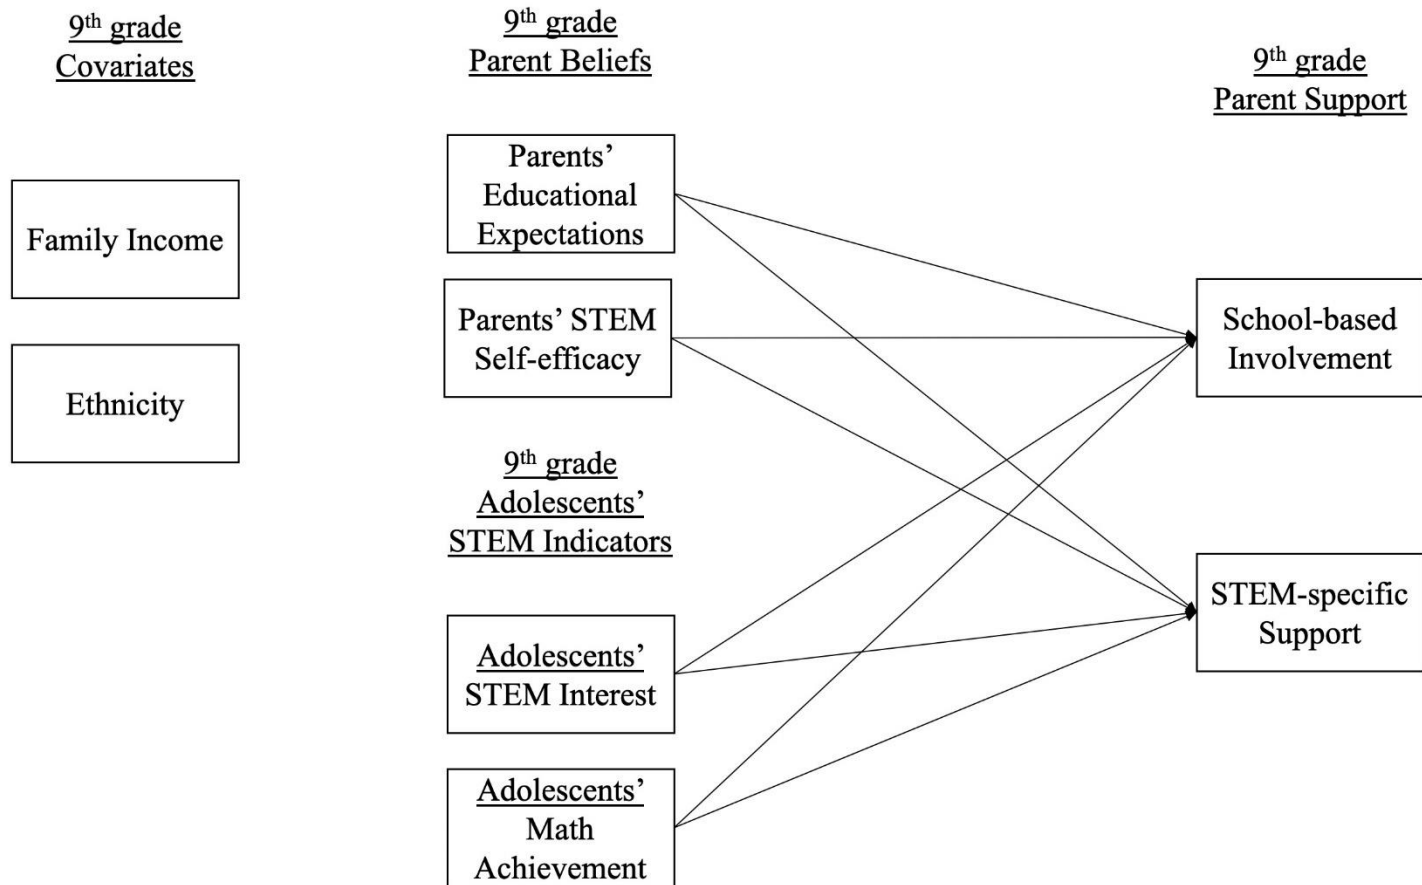 9th grade
Covariates
Family Income
Ethnicity
9th grade
Parent Beliefs
Parents’
Educational
Expectations
Parents’ STEM
Self-efficacy
9th grade
Adolescents’
STEM Indicators
Adolescents’
STEM Interest
Adolescents’
Math
Achievement
9th grade
Parent Support
School-based
Involvement
STEM-specific
Support